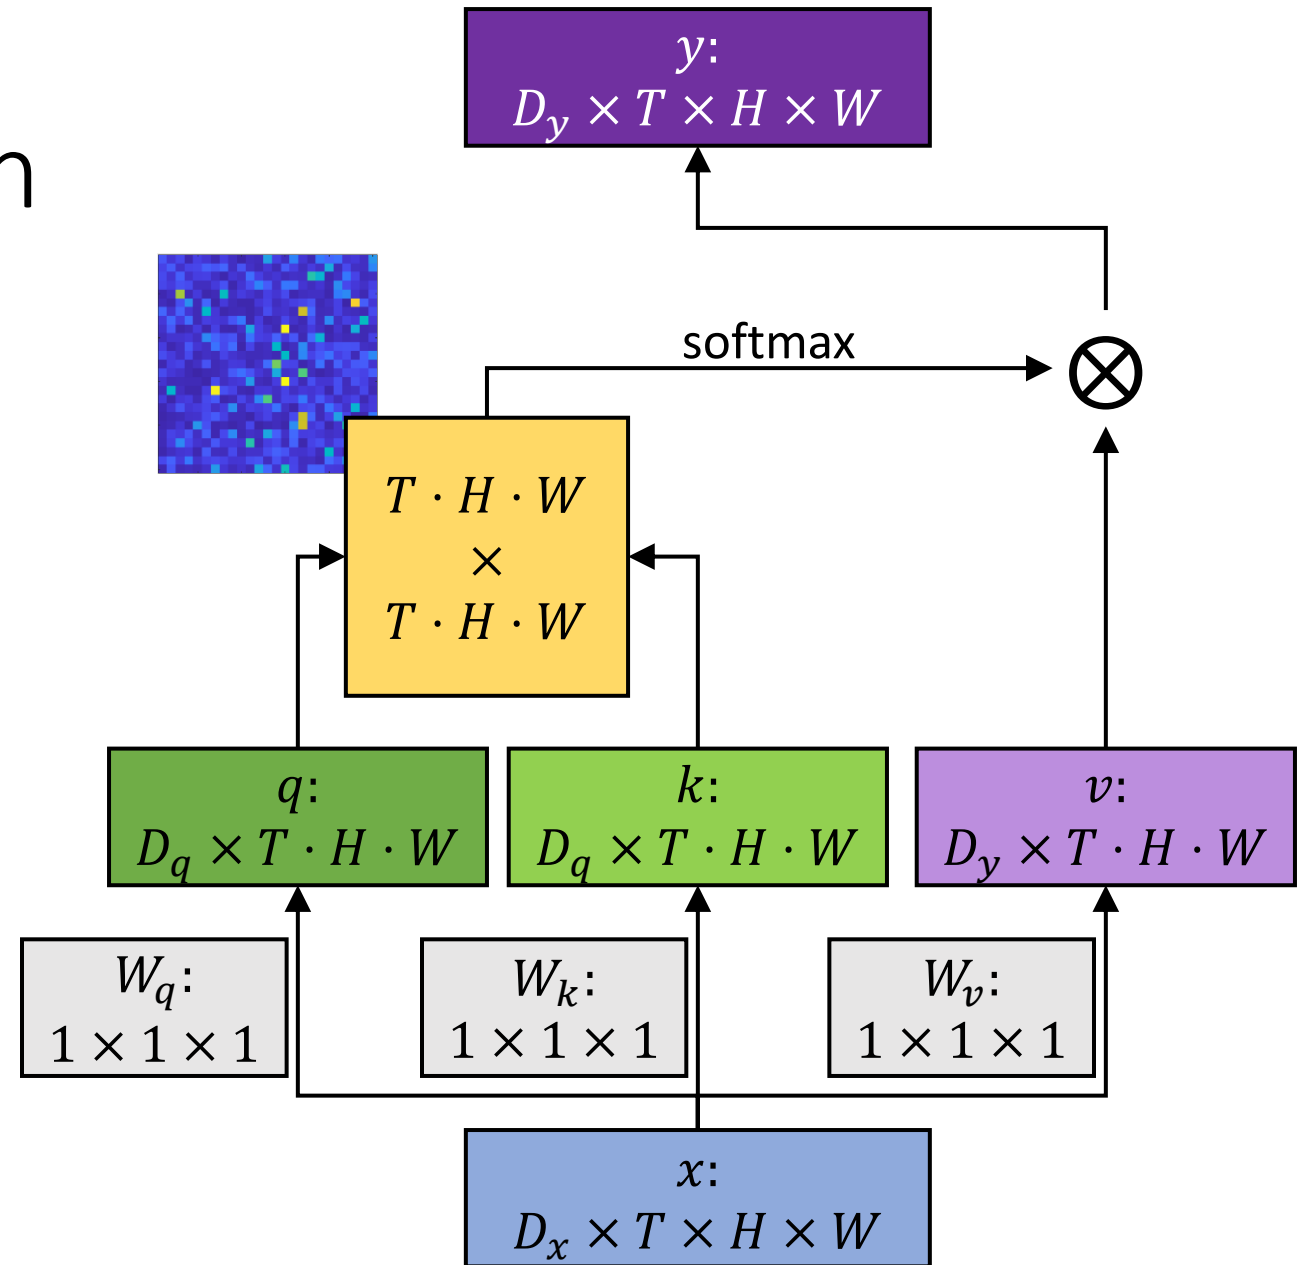 y:
D_y × T × H × W
n
softmax
T · H · W
×
T · H · W
q:
D_q × T · H · W
k:
D_q × T · H · W
v:
D_y × T · H · W
W_q:
1 × 1 × 1
W_k:
1 × 1 × 1
W_v:
1 × 1 × 1
x:
D_x × T × H × W